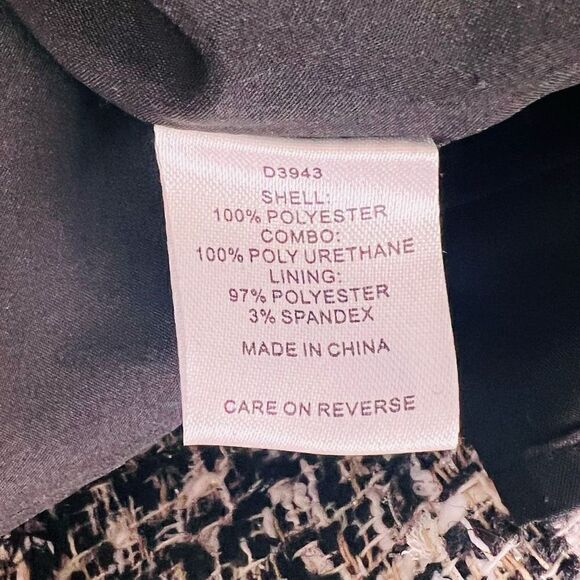 D3943
SHELL:
100% POLYESTER
COMBO:
100% POLY URETHANE
LINING:
97% POLYESTER
3% SPANDEX
MADE IN CHINA
CARE ON REVERSE